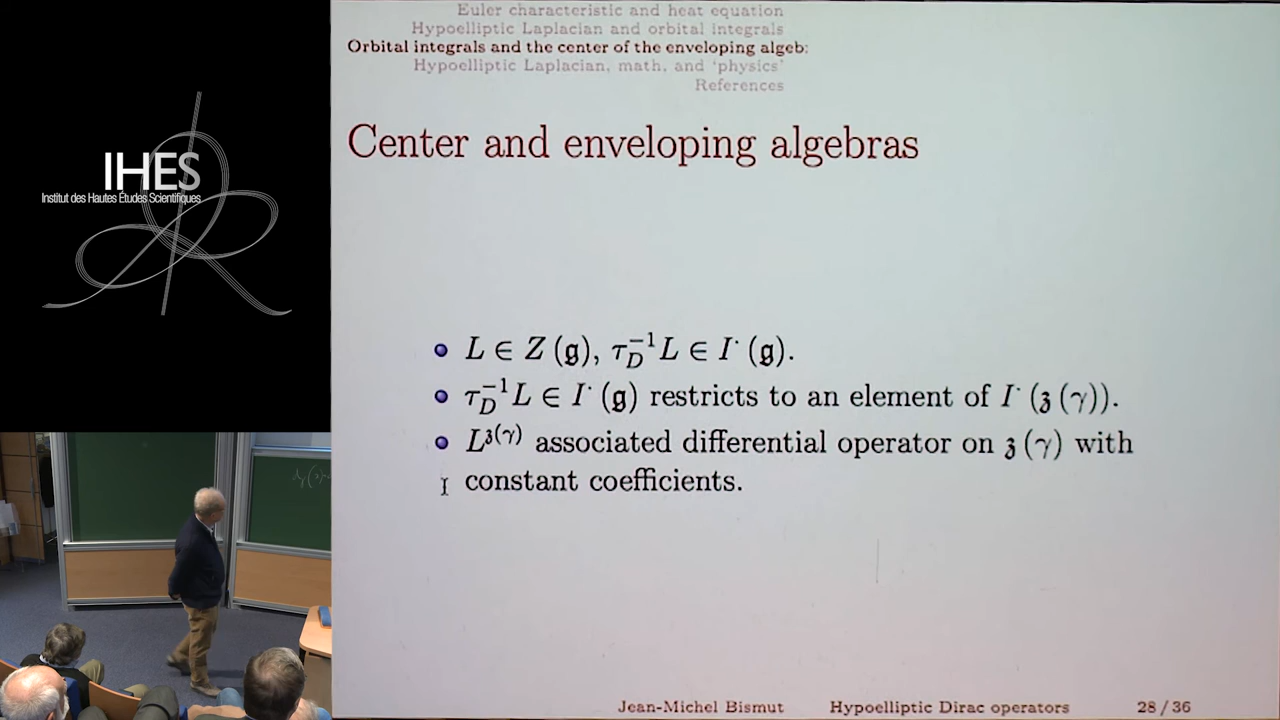 IHES
Institut des Hautes Études Scientifiques
Euler characteristic and heat equation
Hypoelliptic Laplacian and orbital integrals
Orbital integrals and the center of the enveloping algeb
Hypoelliptic Laplacian, math, and ‘physics’
References
Center and enveloping algebras
L ∈ Z (𝔤), τ_D^{-1} L ∈ I^· (𝔤).
τ_D^{-1} L ∈ I^· (𝔤) restricts to an element of I^· (𝔷 (γ)).
L^{𝔷(γ)} associated differential operator on 𝔷 (γ) with
constant coefficients.
Jean-Michel Bismut Hypoelliptic Dirac operators 28 / 36